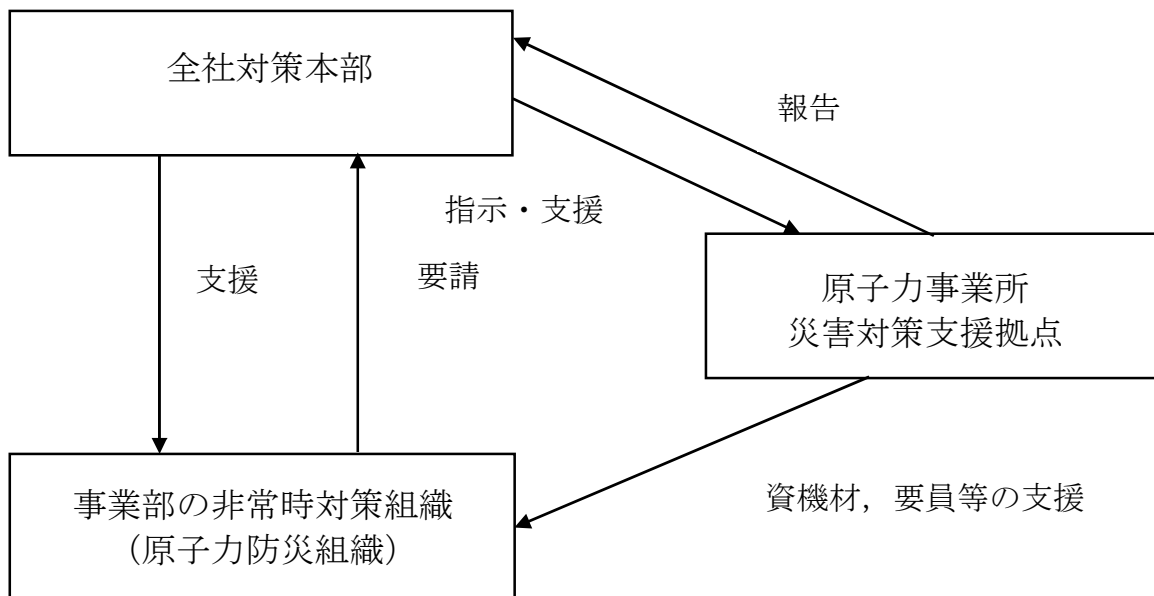 全社対策本部
報告
指示・支援
支援
要請
原子力事業所
災害対策支援拠点
事業部の非常時対策組織
(原子力防災組織)
資機材，要員等の支援